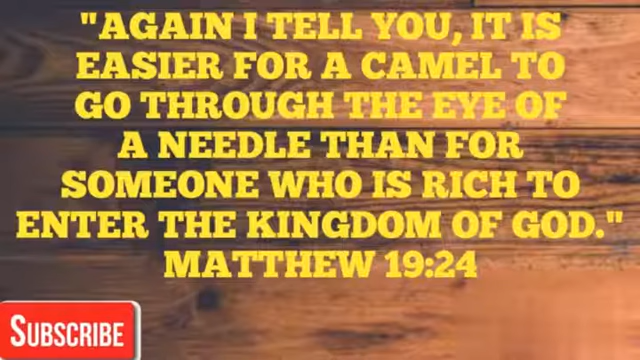 "AGAIN I TELL YOU, IT IS
EASIER FOR A CAMEL TO
GO THROUGH THE EYE OF
A NEEDLE THAN FOR
SOMEONE WHO IS RICH TO
ENTER THE KINGDOM OF GOD."
MATTHEW 19:24
SUBSCRIBE